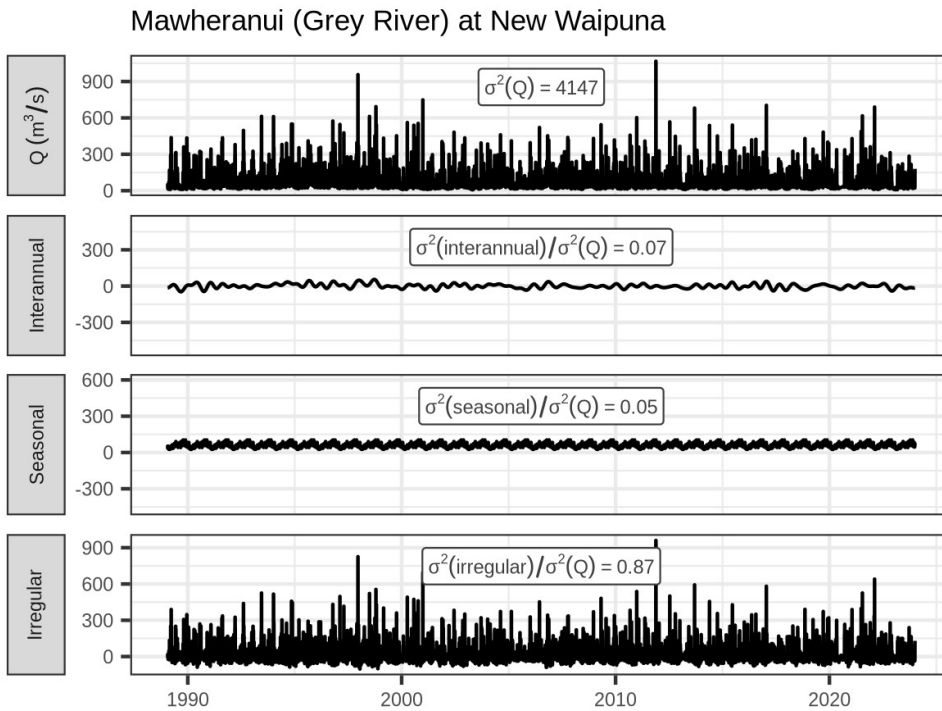 Mawheranui (Grey River) at New Waipuna
Q (m³/s)
900
600
300
0
σ²(Q) = 4147
Interannual
300
0
-300
σ²(interannual)/σ²(Q) = 0.07
Seasonal
600
300
0
-300
σ²(seasonal)/σ²(Q) = 0.05
Irregular
900
600
300
0
σ²(irregular)/σ²(Q) = 0.87
1990 2000 2010 2020